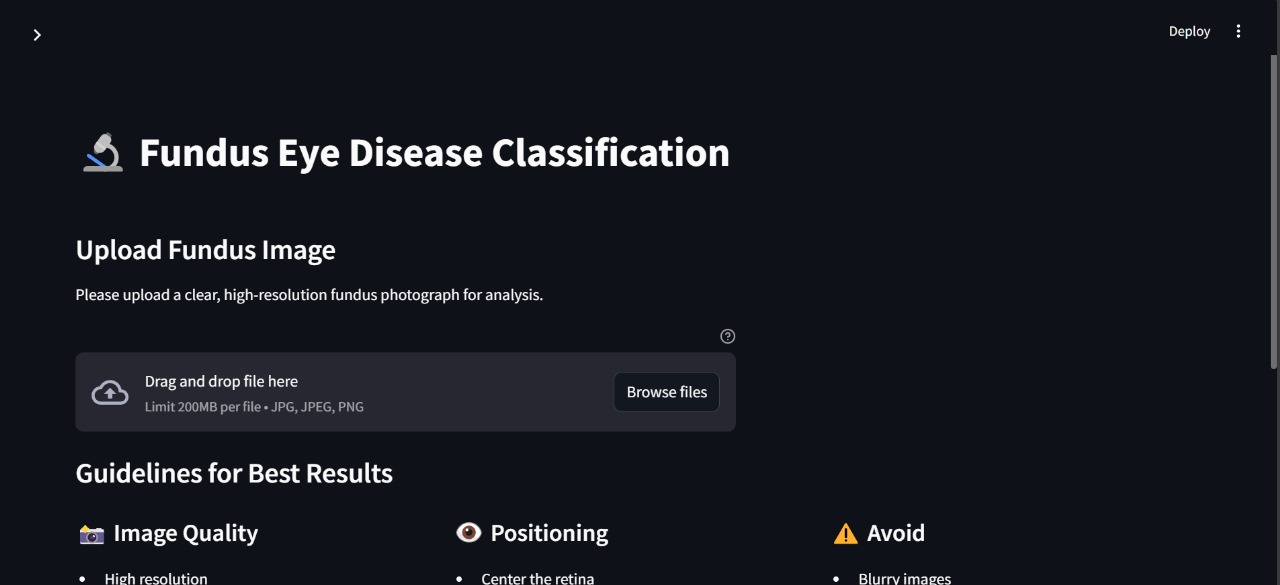 Deploy
Fundus Eye Disease Classification
Upload Fundus Image
Please upload a clear, high-resolution fundus photograph for analysis.
Drag and drop file here
Limit 200MB per file • JPG, JPEG, PNG
Browse files
Guidelines for Best Results
Image Quality
Positioning
Avoid
• High resolution
• Center the retina
• Blurry images